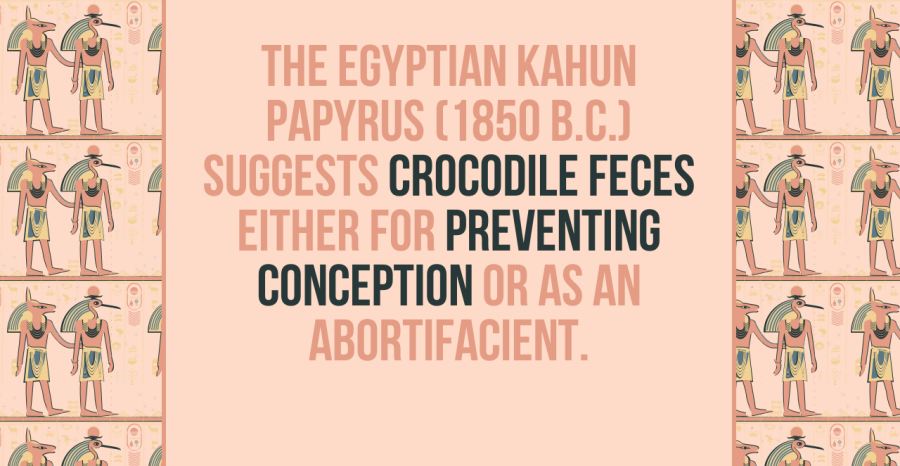 THE EGYPTIAN KAHUN
PAPYRUS (1850 B.C.)
SUGGESTS CROCODILE FECES
EITHER FOR PREVENTING
CONCEPTION OR AS AN
ABORTIFACIENT.